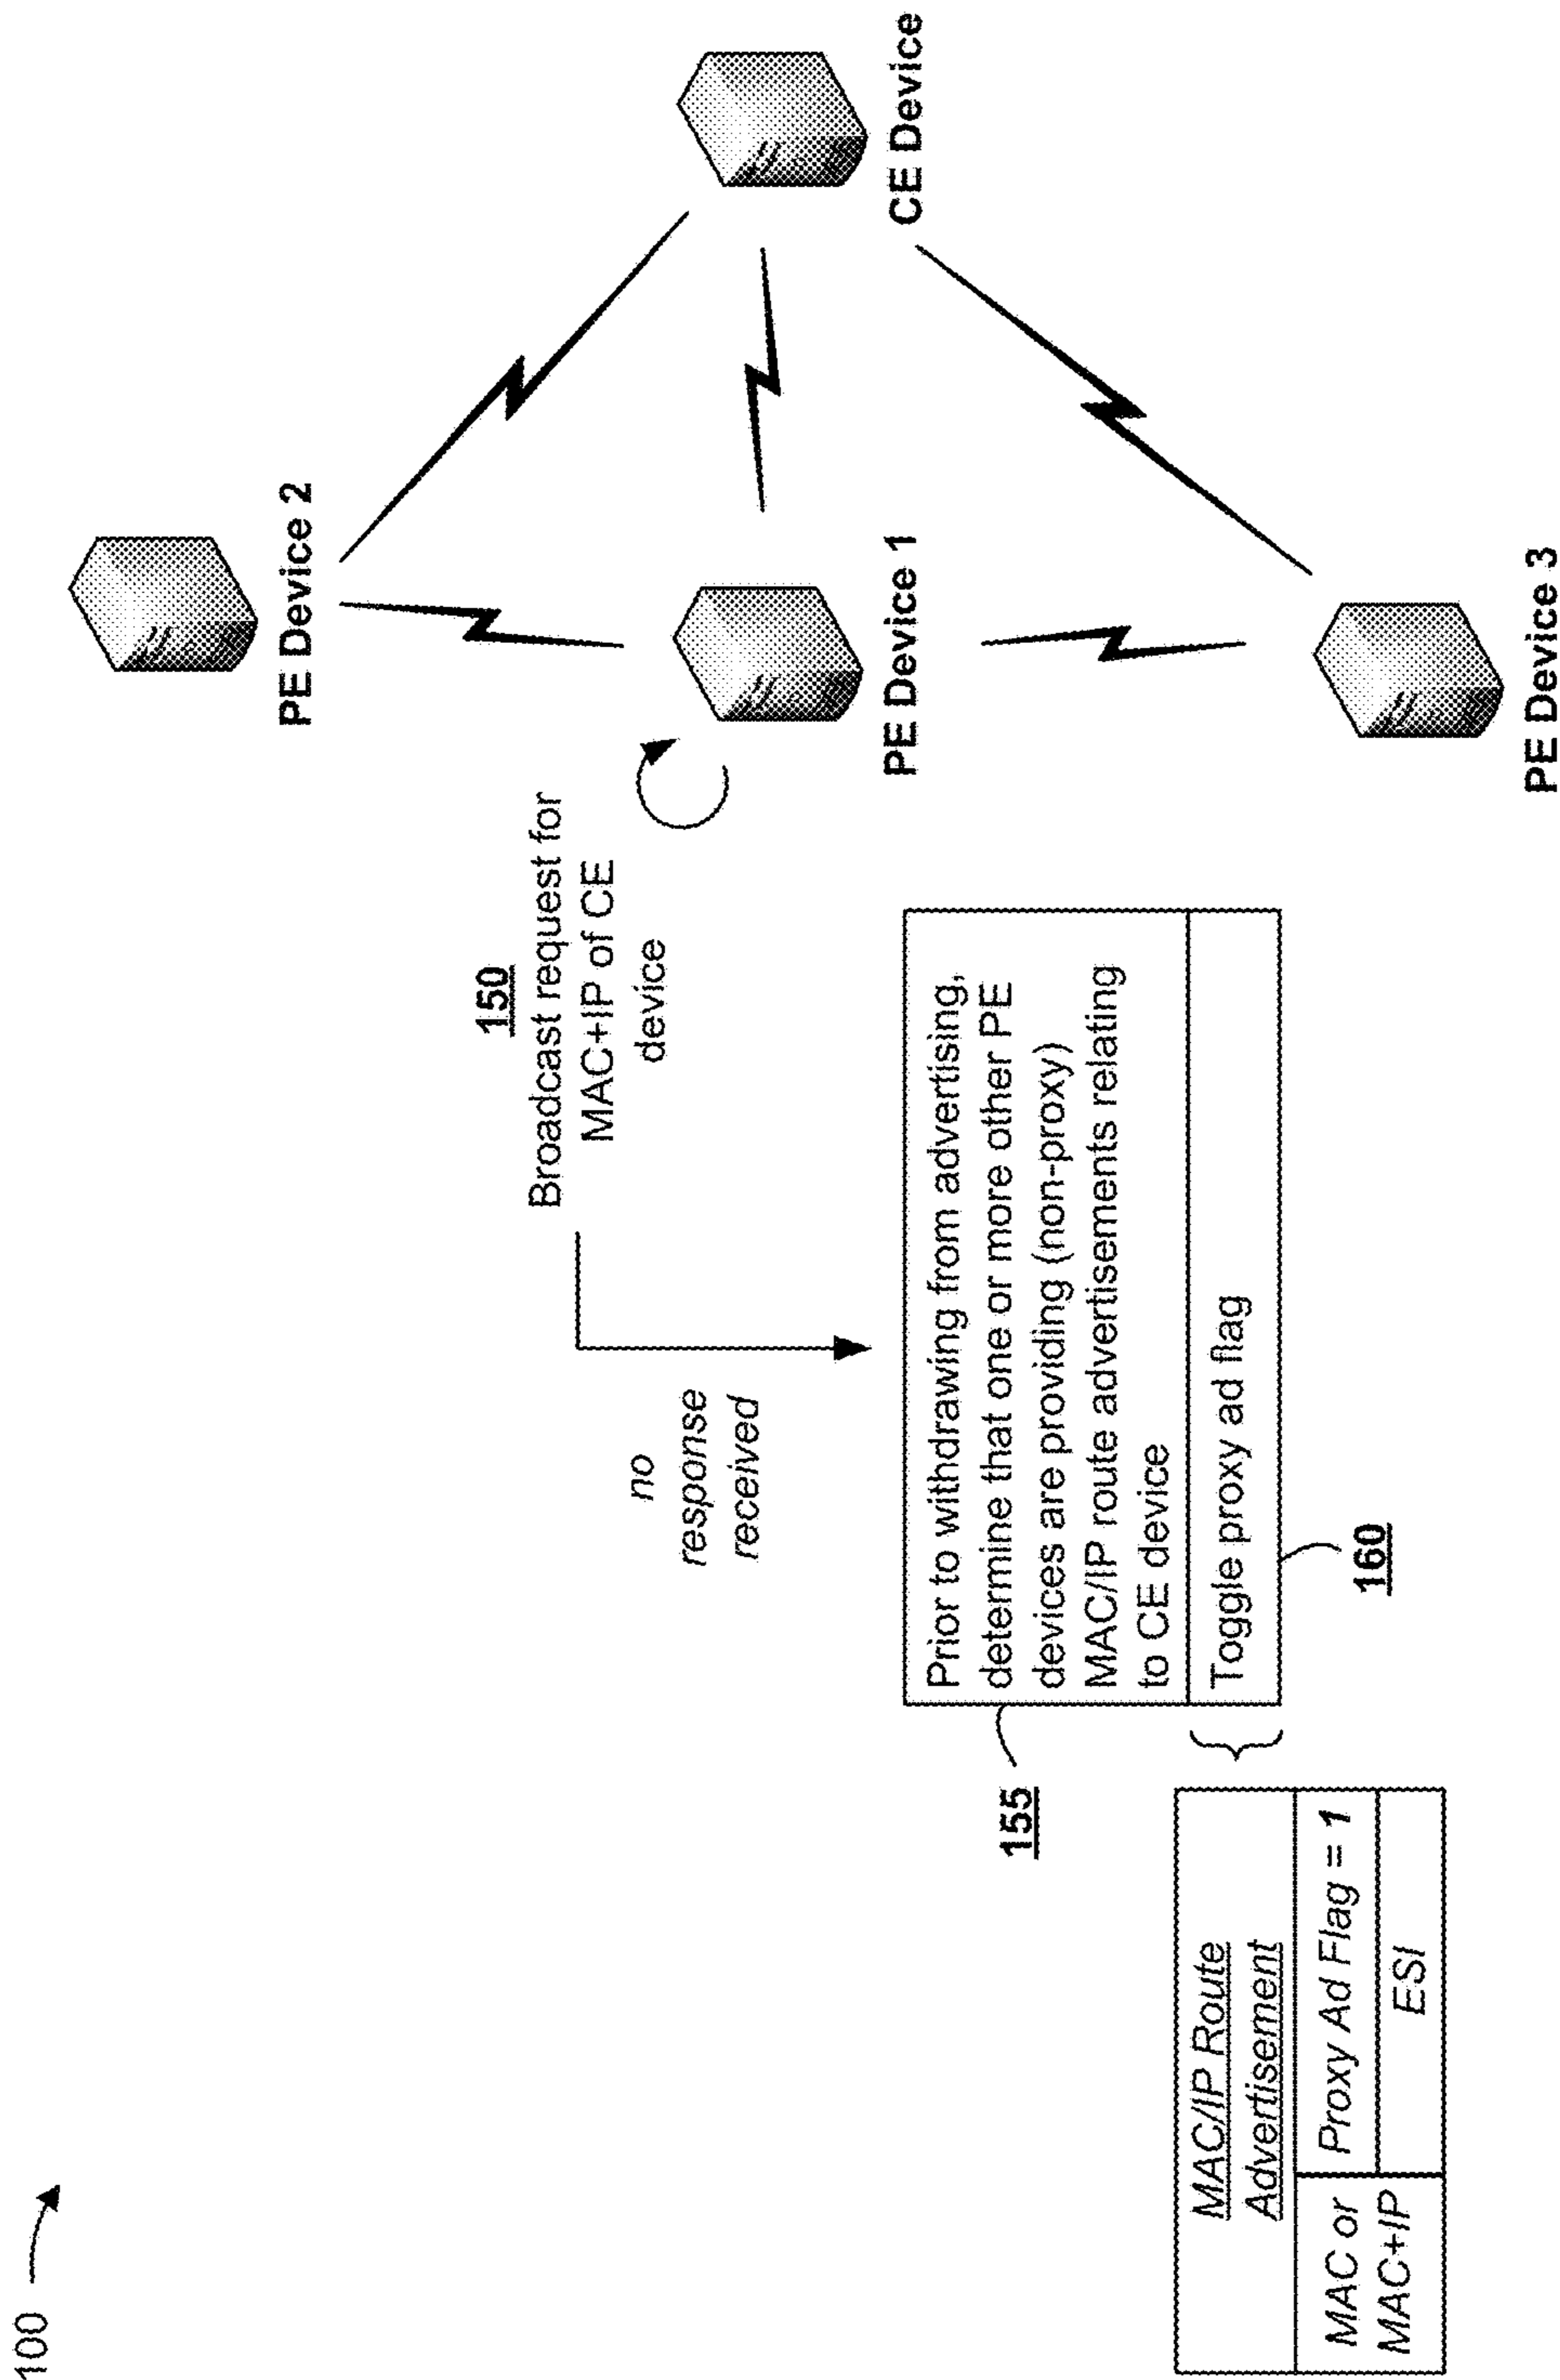 100
PE Device 2
150
Broadcast request for
MAC+IP of CE
device
PE Device 1
CE Device
no
response
received
Prior to withdrawing from advertising,
determine that one or more other PE
devices are providing (non-proxy)
MAC/IP route advertisements relating
to CE device
155
Toggle proxy ad flag
160
PE Device 3
MAC/IP Route
Advertisement
MAC or
MAC+IP
Proxy Ad Flag = 1
ESI